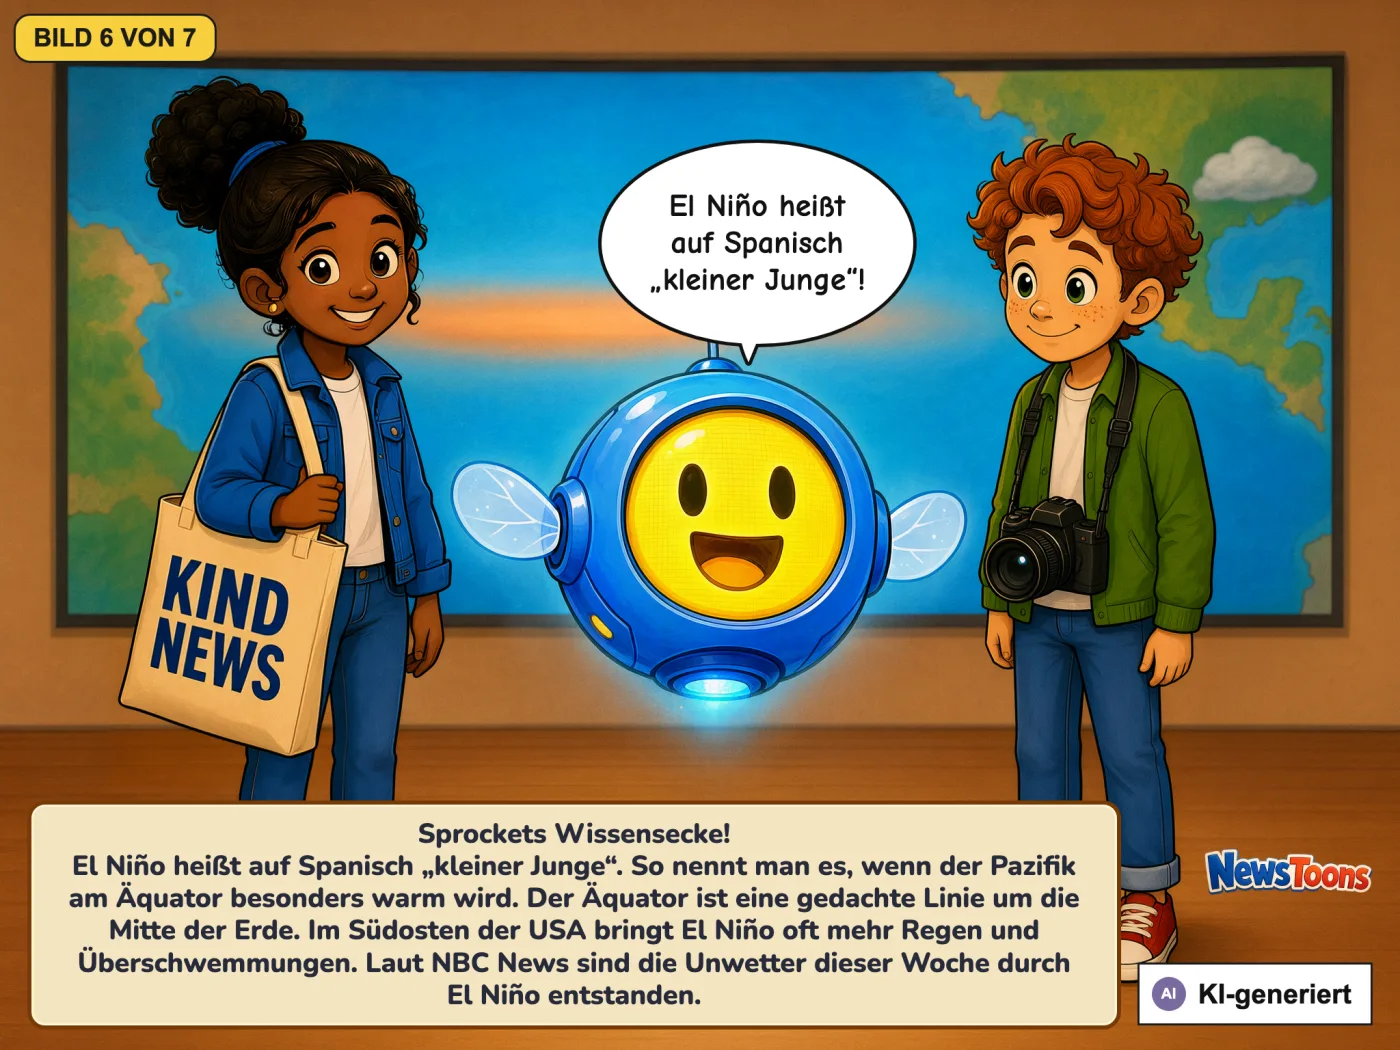 BILD 6 VON 7
El Niño heißt
auf Spanisch
„kleiner Junge“!
KIND
NEWS
Sprockets Wissensecke!
El Niño heißt auf Spanisch „kleiner Junge“. So nennt man es, wenn der Pazifik
am Äquator besonders warm wird. Der Äquator ist eine gedachte Linie um die
Mitte der Erde. Im Südosten der USA bringt El Niño oft mehr Regen und
Überschwemmungen. Laut NBC News sind die Unwetter dieser Woche durch
El Niño entstanden.
NEWSTOONS
AI KI-generiert